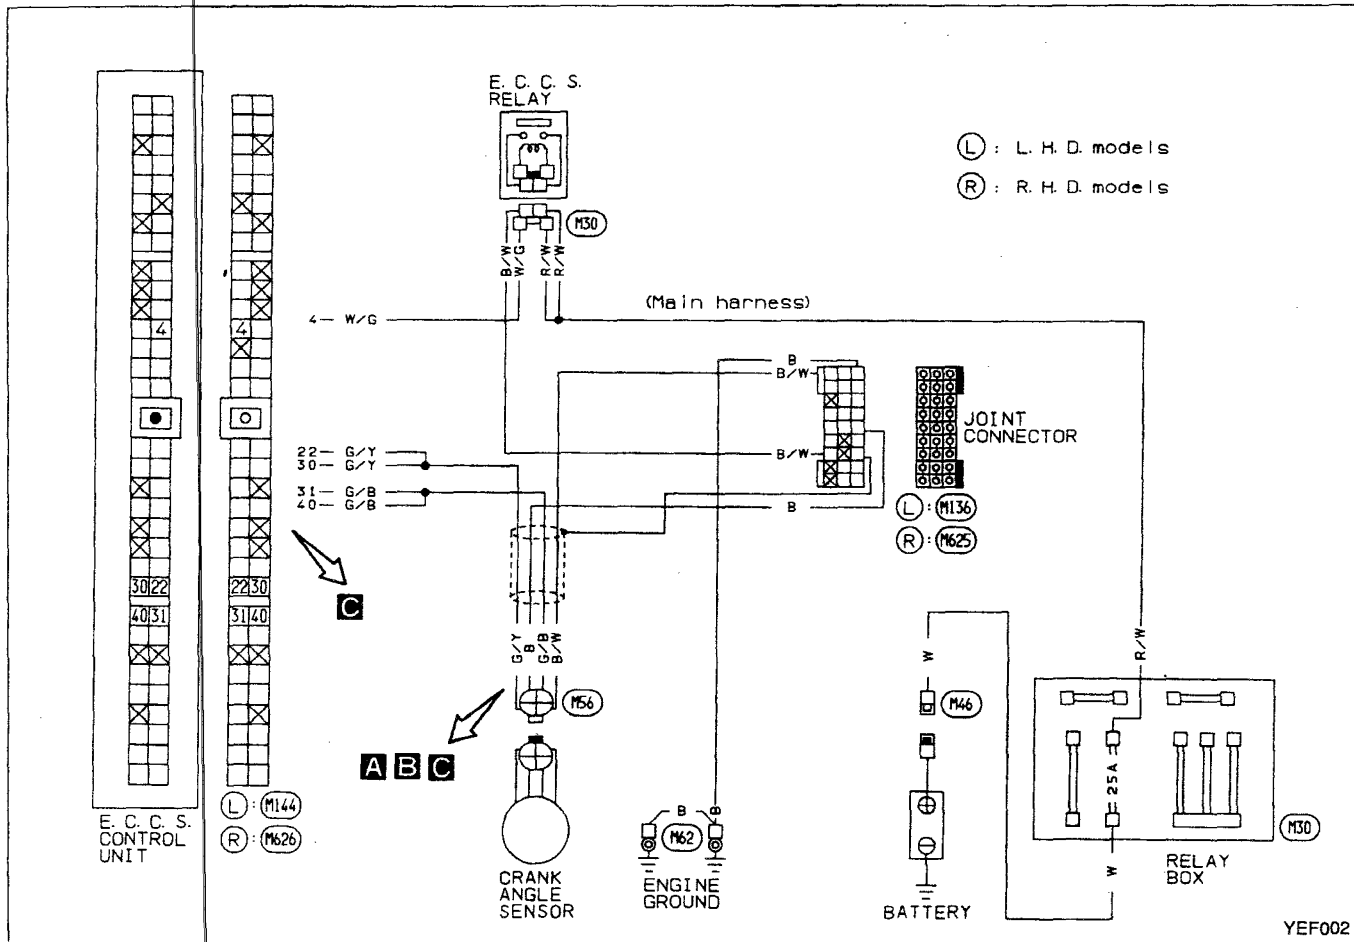 E. C. C. S.
RELAY
L : L. H. D. models
R : R. H. D. models
M30
B/W
W/G
R/W
R/W
(Main harness)
4
4
4 W/G
B
B/W
JOINT
CONNECTOR
22 G/Y
30 G/Y
B/W
31 G/B
40 G/B
B
L : M136
R : M625
30 22
22 30
C
40 31
31 40
G/Y
B
G/B
B/W
W
R/W
M56
M46
A B C
25A
L : M144
R : M626
E. C. C. S.
CONTROL
UNIT
B
B
M62
M30
CRANK
ANGLE
SENSOR
ENGINE
GROUND
BATTERY
W
RELAY
BOX
YEF002